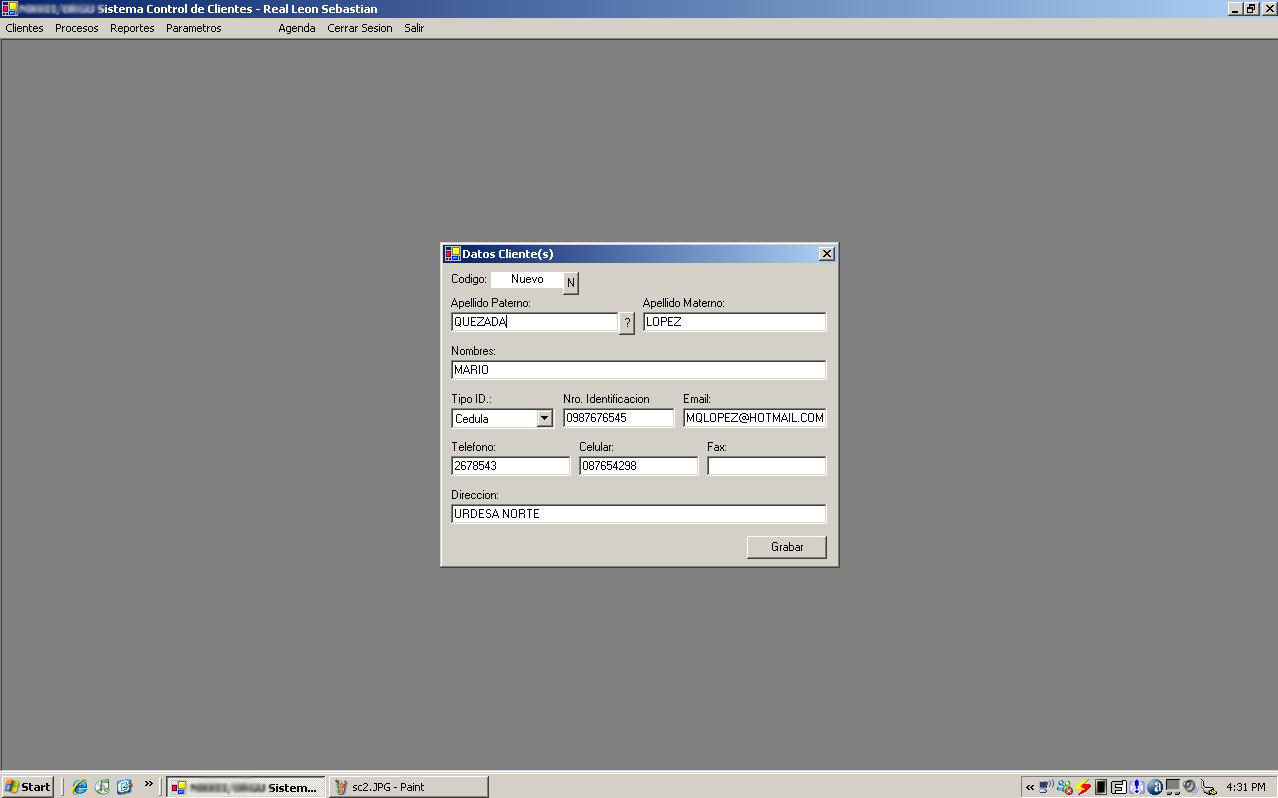 Sistema Control de Clientes - Real Leon Sebastian
Clientes Procesos Reportes Parametros Agenda Cerrar Sesion Salir
Datos Cliente(s)
Codigo: Nuevo N
Apellido Paterno: Apellido Materno:
QUEZADA ? LOPEZ
Nombres:
MARIO
Tipo ID.: Nro. Identificacion Email:
Cedula 0987676545 MQLOPEZ@HOTMAIL.COM
Telefono: Celular: Fax:
2678543 087654298
Direccion:
URDESA NORTE
Grabar
Start » Sistem... sc2.JPG - Paint « 4:31 PM